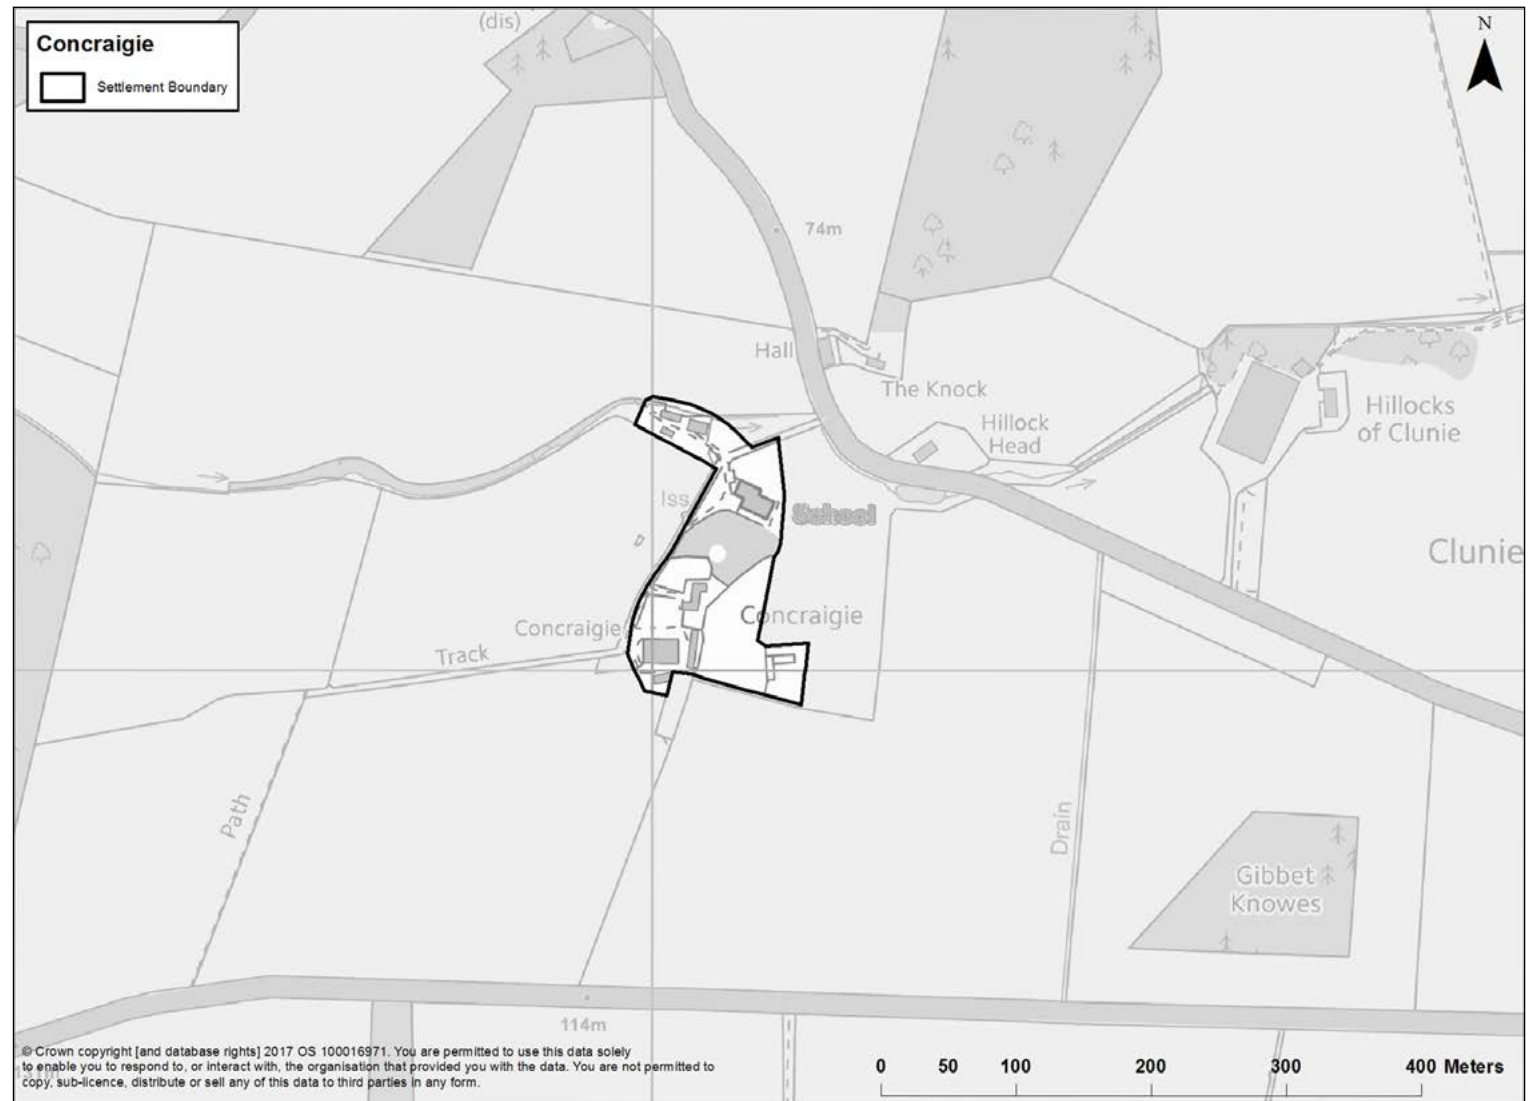 Concraigie
Settlement Boundary
(dis)
N
74m
Hall
The Knock
Hillock
Head
Hillocks
of Clunie
Iss
School
Clunie
Concraigie
Concraigie
Track
Path
Drain
Gibbet
Knowes
114m
© Crown copyright [and database rights] 2017 OS 100016971. You are permitted to use this data solely
to enable you to respond to, or interact with, the organisation that provided you with the data. You are not permitted to
copy, sub-licence, distribute or sell any of this data to third parties in any form.
0 50 100 200 300 400 Meters